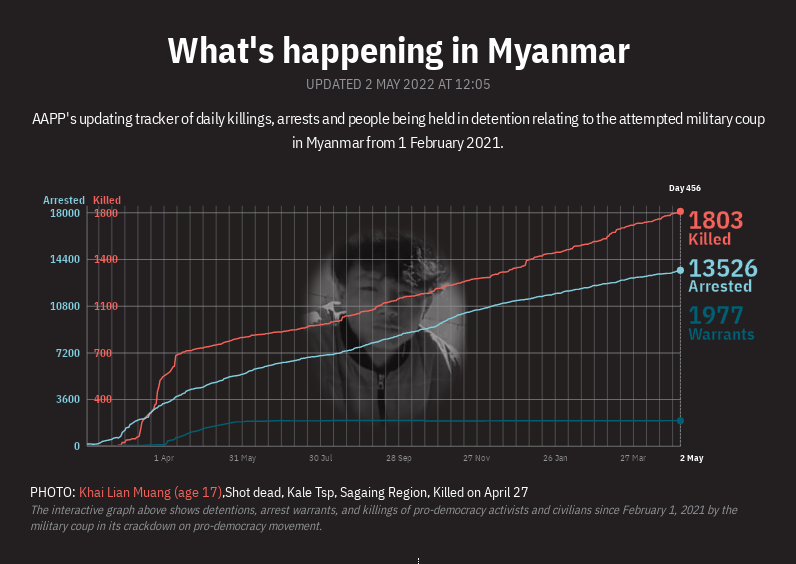 What's happening in Myanmar
UPDATED 2 MAY 2022 AT 12:05
AAPP's updating tracker of daily killings, arrests and people being held in detention relating to the attempted military coup
in Myanmar from 1 February 2021.
Day 456
Arrested Killed
18000 1800
14400 1400
10800 1100
7200 700
3600 400
0
1803
Killed
13526
Arrested
1977
Warrants
1 Apr 31 May 30 Jul 28 Sep 27 Nov 26 Jan 27 Mar 2 May
PHOTO: Khai Lian Muang (age 17),Shot dead, Kale Tsp, Sagaing Region, Killed on April 27
The interactive graph above shows detentions, arrest warrants, and killings of pro-democracy activists and civilians since February 1, 2021 by the
military coup in its crackdown on pro-democracy movement.